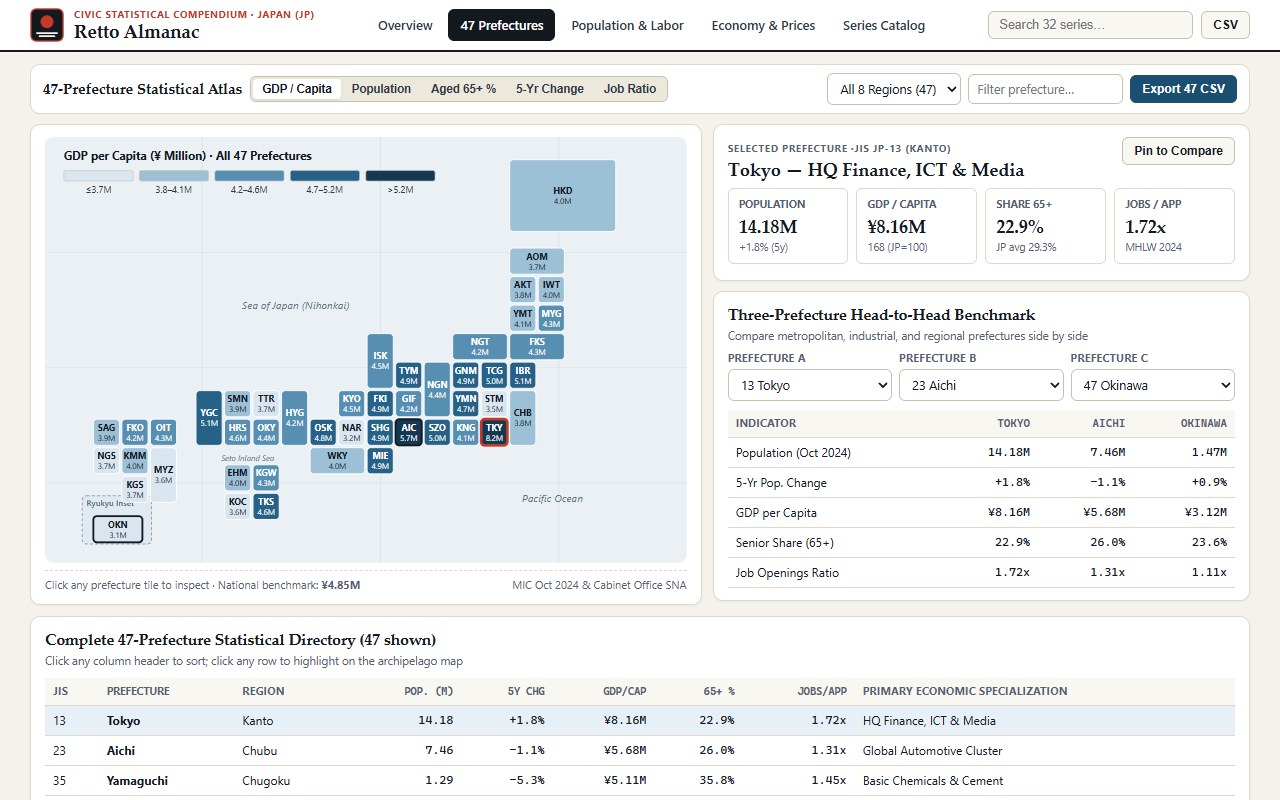 CIVIC STATISTICAL COMPENDIUM · JAPAN (JP)
Retto Almanac
Overview
47 Prefectures
Population & Labor
Economy & Prices
Series Catalog
Search 32 series...
CSV
47-Prefecture Statistical Atlas
GDP / Capita
Population
Aged 65+ %
5-Yr Change
Job Ratio
All 8 Regions (47)
Filter prefecture...
Export 47 CSV
GDP per Capita (¥ Million) · All 47 Prefectures
≤3.7M 3.8–4.1M 4.2–4.6M 4.7–5.2M >5.2M
HKD
4.0M
AOM
3.7M
AKT IWT
3.8M 4.0M
Sea of Japan (Nihonkai)
YMT MYG
4.1M 4.3M
ISK NGT FKS
4.5M 4.2M 4.3M
TYM NGN GNM TCG IBR
4.9M 4.4M 4.9M 5.0M 5.1M
YGC SMN TTR HYG KYO FKI GIF YMN STM CHB
5.1M 3.9M 3.7M 4.2M 4.5M 4.9M 4.2M 4.7M 3.5M 3.8M
SAG FKO OIT HRS OKY OSK NAR SHG AIC SZO KNG TKY
3.9M 4.2M 4.3M 4.6M 4.4M 4.8M 3.2M 4.9M 5.7M 5.0M 4.1M 8.2M
NGS KMM MYZ Seto Inland Sea WKY MIE
3.7M 4.0M 3.6M 4.0M 4.9M
EHM KGW
4.0M 4.3M
KGS
3.7M
Ryukyu Inset
KOC TKS
3.6M 4.6M
Pacific Ocean
OKN
3.1M
Click any prefecture tile to inspect · National benchmark: ¥4.85M
MIC Oct 2024 & Cabinet Office SNA
SELECTED PREFECTURE · JIS JP-13 (KANTO)
Tokyo — HQ Finance, ICT & Media
Pin to Compare
POPULATION
14.18M
+1.8% (5y)
GDP / CAPITA
¥8.16M
168 (JP=100)
SHARE 65+
22.9%
JP avg 29.3%
JOBS / APP
1.72x
MHLW 2024
Three-Prefecture Head-to-Head Benchmark
Compare metropolitan, industrial, and regional prefectures side by side
PREFECTURE A PREFECTURE B PREFECTURE C
13 Tokyo 23 Aichi 47 Okinawa
INDICATOR TOKYO AICHI OKINAWA
Population (Oct 2024) 14.18M 7.46M 1.47M
5-Yr Pop. Change +1.8% −1.1% +0.9%
GDP per Capita ¥8.16M ¥5.68M ¥3.12M
Senior Share (65+) 22.9% 26.0% 23.6%
Job Openings Ratio 1.72x 1.31x 1.11x
Complete 47-Prefecture Statistical Directory (47 shown)
Click any column header to sort; click any row to highlight on the archipelago map
JIS PREFECTURE REGION POP. (M) 5Y CHG GDP/CAP 65+ % JOBS/APP PRIMARY ECONOMIC SPECIALIZATION
13 Tokyo Kanto 14.18 +1.8% ¥8.16M 22.9% 1.72x HQ Finance, ICT & Media
23 Aichi Chubu 7.46 −1.1% ¥5.68M 26.0% 1.31x Global Automotive Cluster
35 Yamaguchi Chugoku 1.29 −5.3% ¥5.11M 35.8% 1.45x Basic Chemicals & Cement